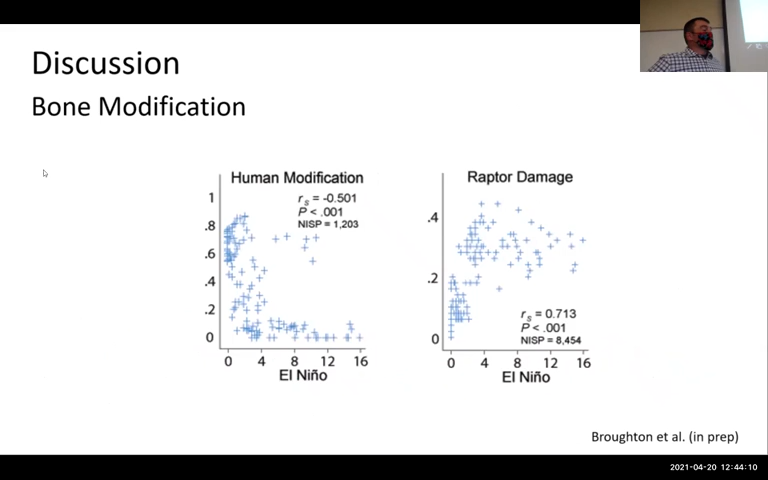 Discussion
Bone Modification
Human Modification
rs = -0.501
P < .001
NISP = 1,203
1
.8
.6
.4
.2
0
0 4 8 12 16
El Niño
Raptor Damage
.4
.2
0
rs = 0.713
P < .001
NISP = 8,454
0 4 8 12 16
El Niño
Broughton et al. (in prep)
2021-04-20 12:44:10